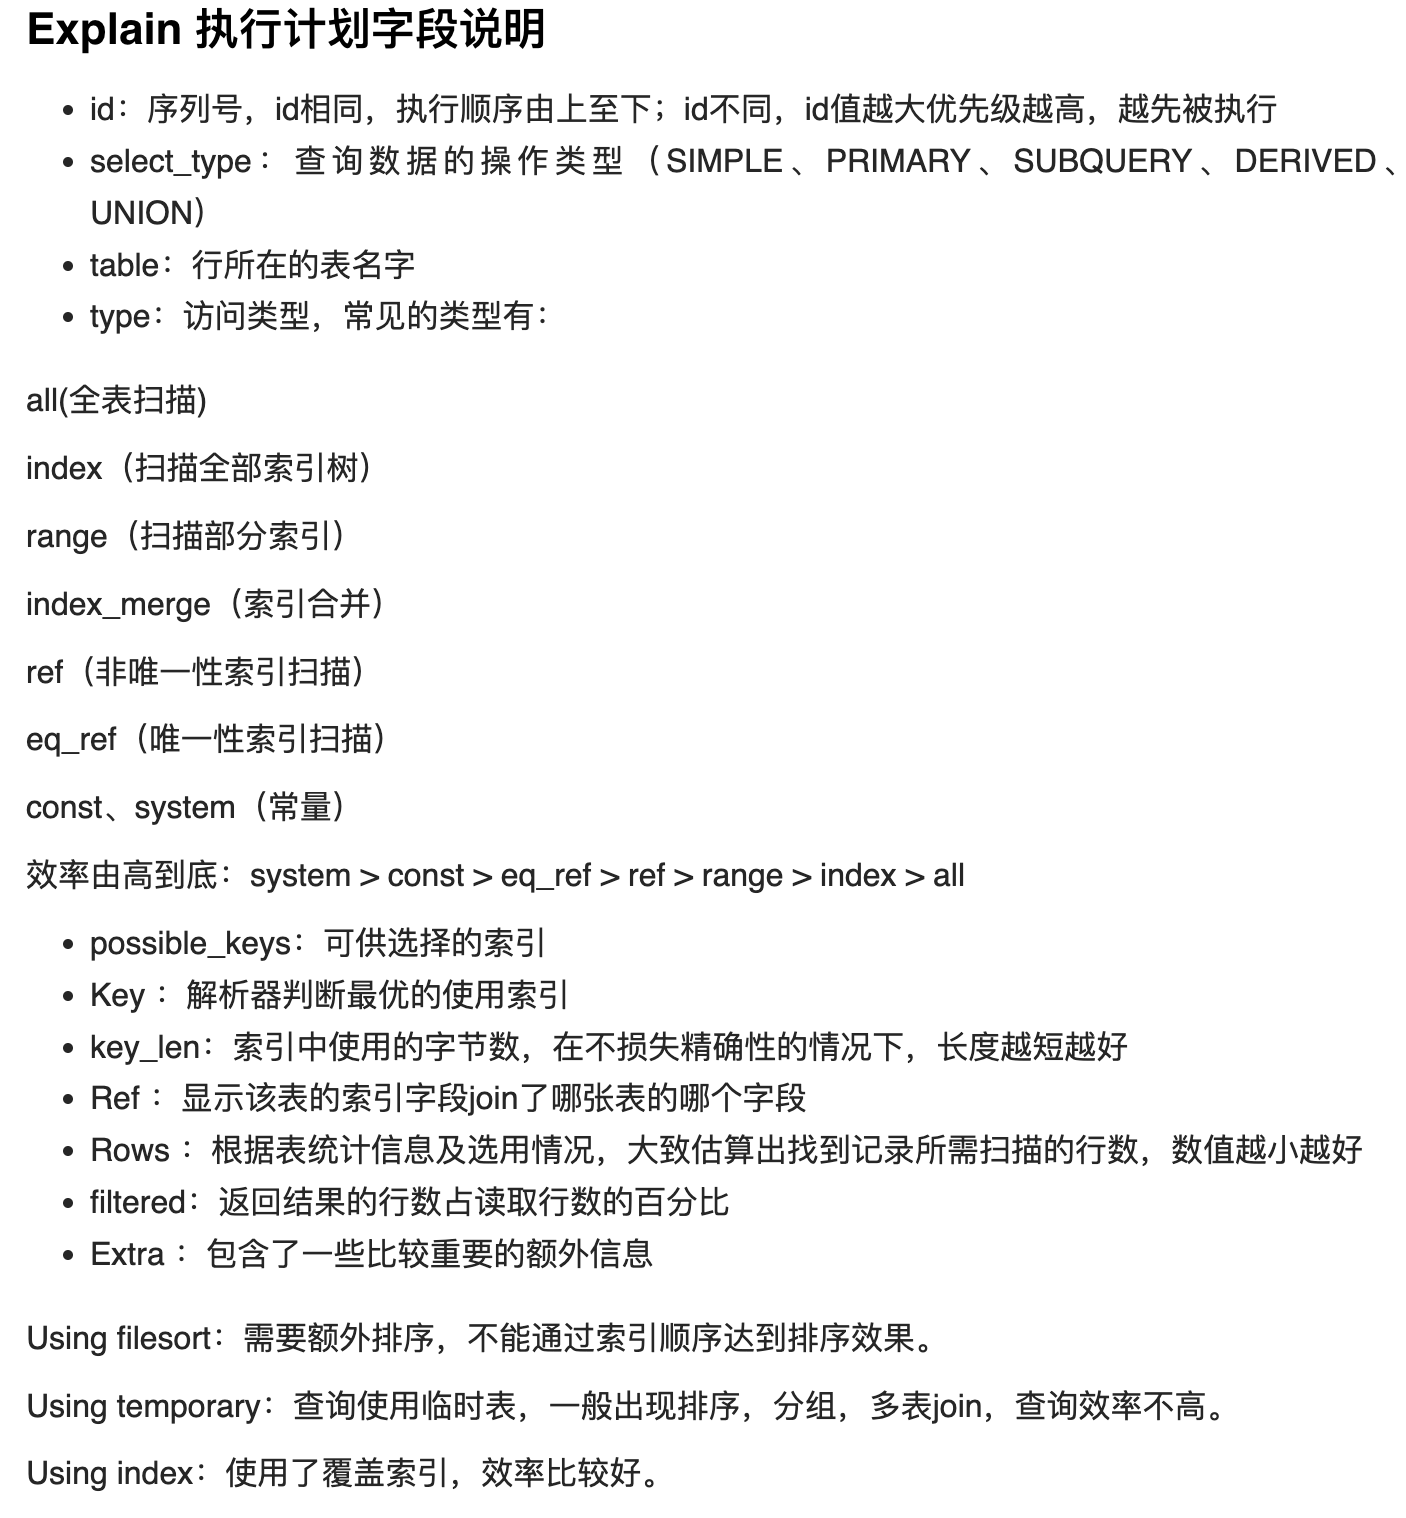 Explain 执行计划字段说明
• id：序列号，id相同，执行顺序由上至下；id不同，id值越大优先级越高，越先被执行
• select_type：查询数据的操作类型（SIMPLE、PRIMARY、SUBQUERY、DERIVED、
UNION）
• table：行所在的表名字
• type：访问类型，常见的类型有：
all(全表扫描)
index（扫描全部索引树）
range（扫描部分索引）
index_merge（索引合并）
ref（非唯一性索引扫描）
eq_ref（唯一性索引扫描）
const、system（常量）
效率由高到底：system > const > eq_ref > ref > range > index > all
• possible_keys：可供选择的索引
• Key ：解析器判断最优的使用索引
• key_len：索引中使用的字节数，在不损失精确性的情况下，长度越短越好
• Ref ：显示该表的索引字段join了哪张表的哪个字段
• Rows ：根据表统计信息及选用情况，大致估算出找到记录所需扫描的行数，数值越小越好
• filtered：返回结果的行数占读取行数的百分比
• Extra ：包含了一些比较重要的额外信息
Using filesort：需要额外排序，不能通过索引顺序达到排序效果。
Using temporary：查询使用临时表，一般出现排序，分组，多表join，查询效率不高。
Using index：使用了覆盖索引，效率比较好。